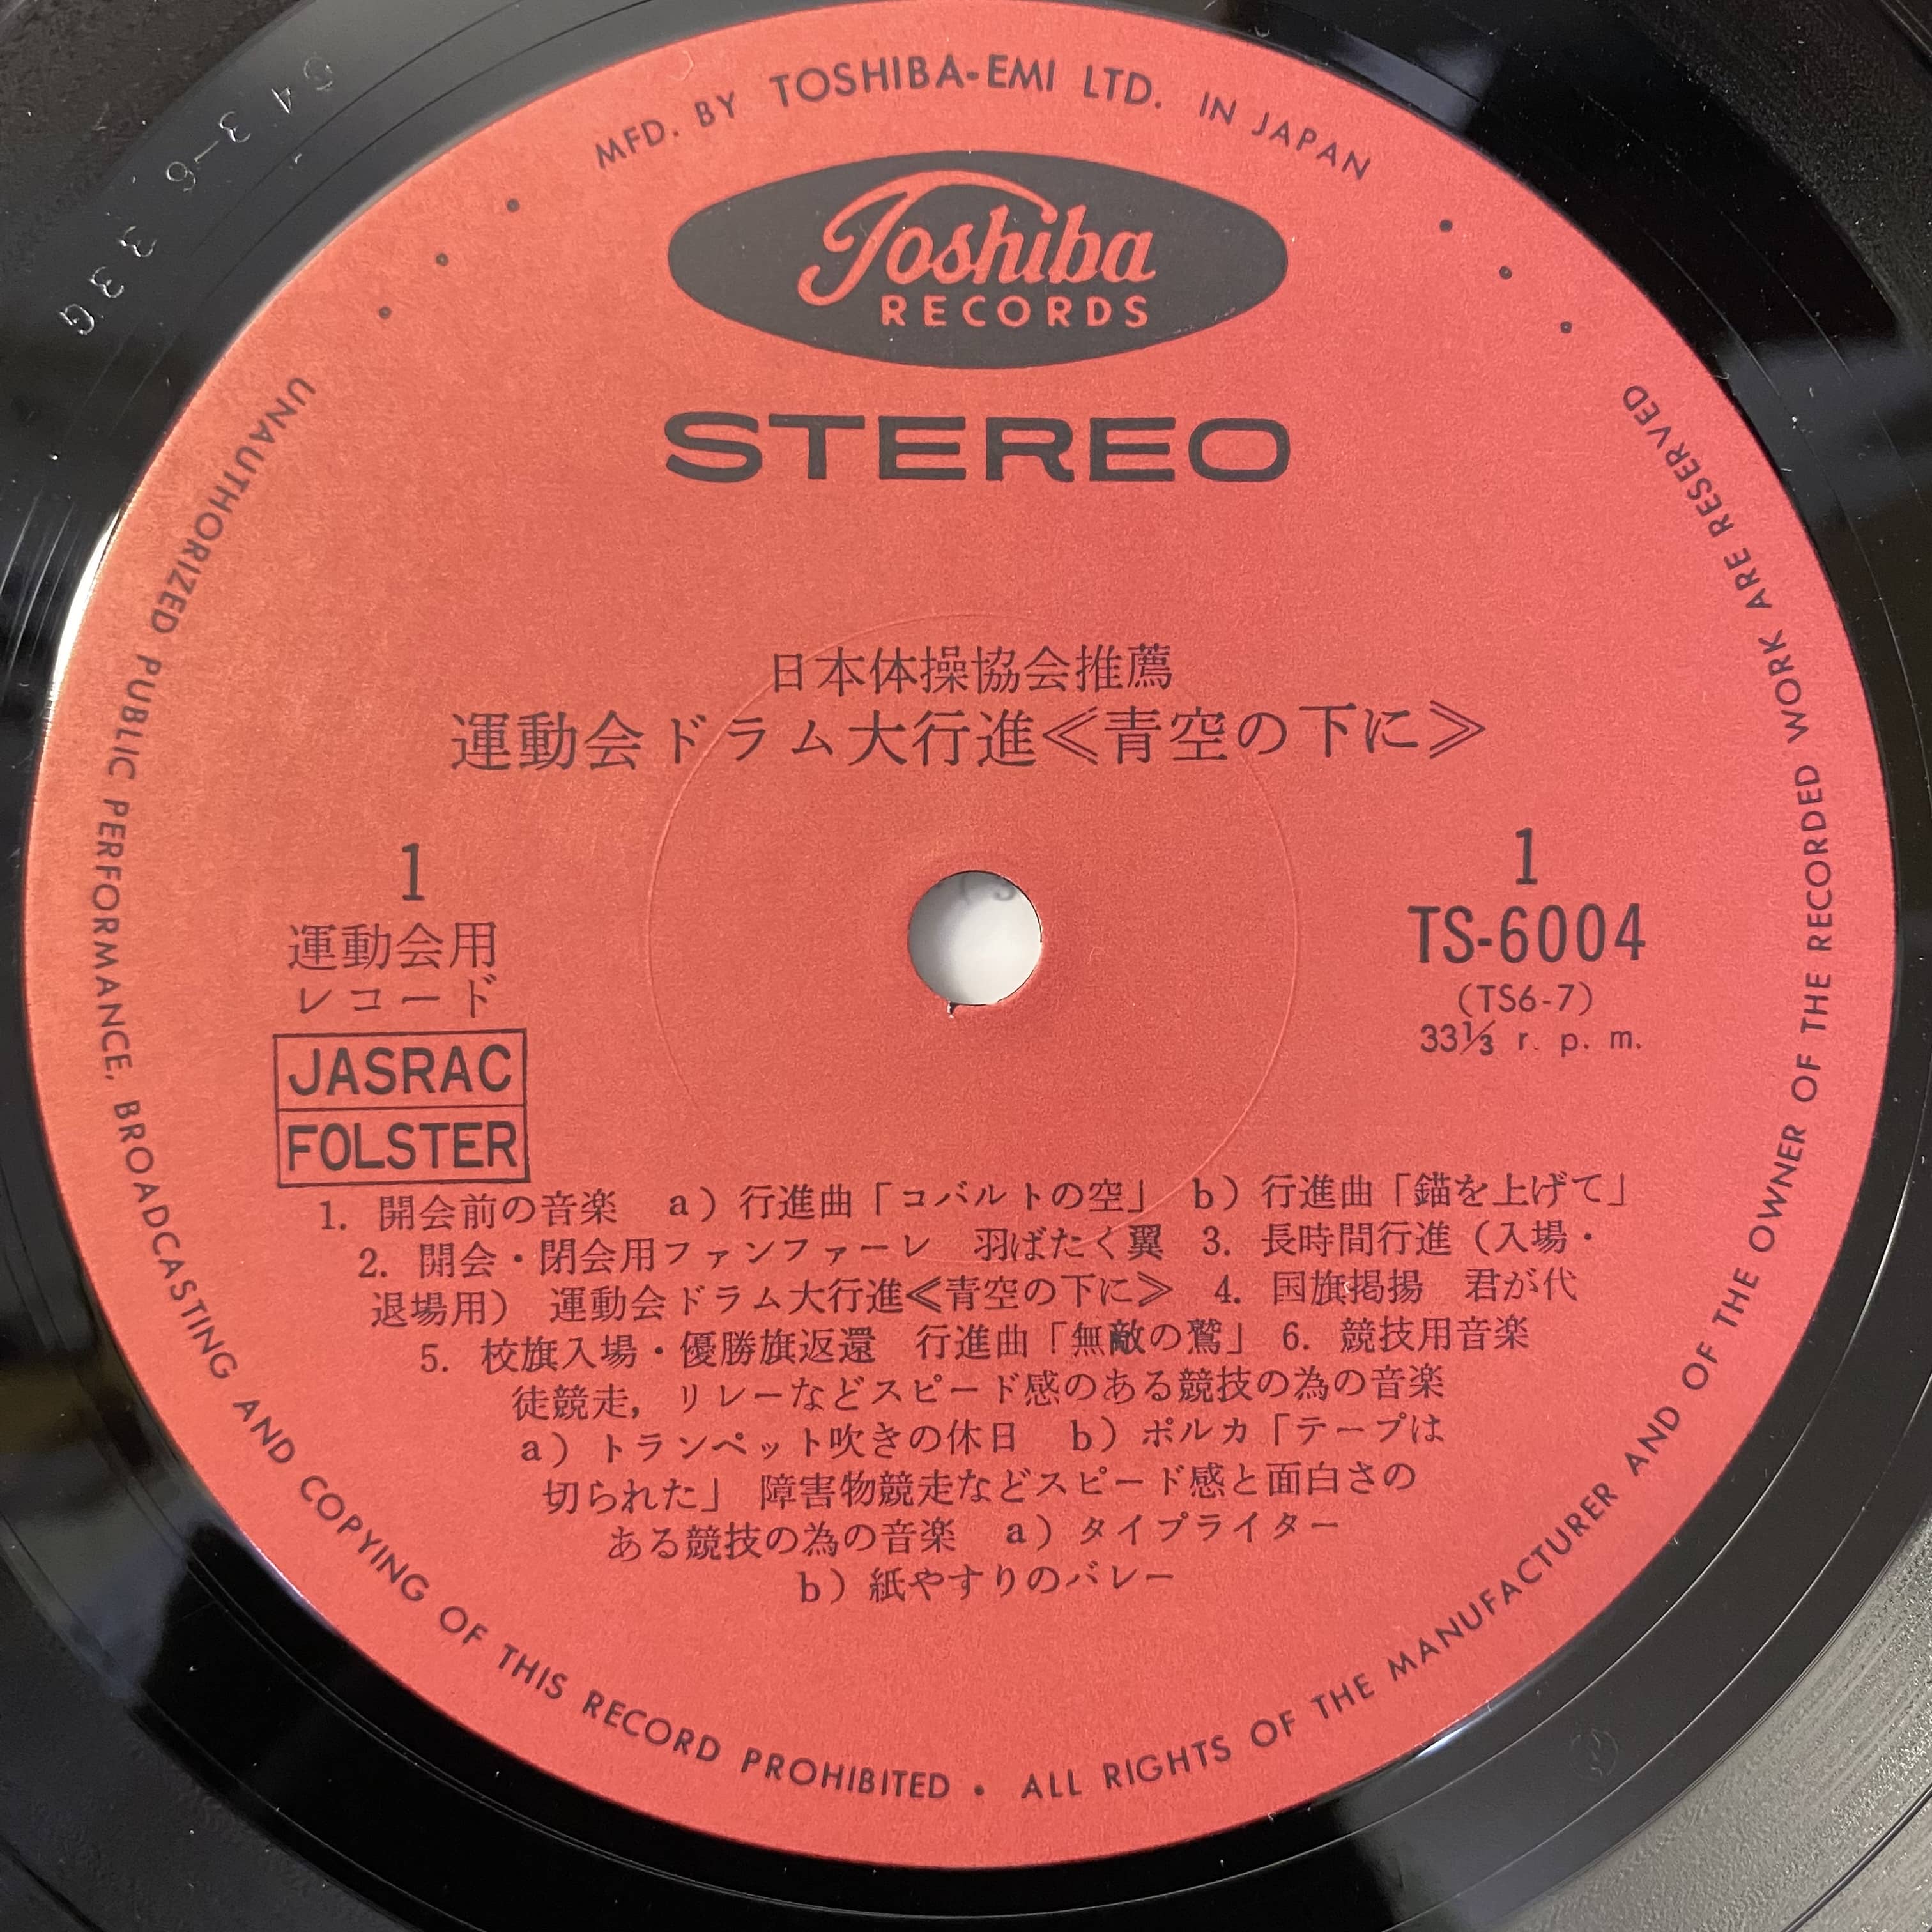 MFD. BY TOSHIBA-EMI LTD. IN JAPAN
Toshiba
RECORDS
STEREO
日本体操協会推薦
運動会ドラム大行進≪青空の下に≫
1
運動会用
レコード
JASRAC
FOLSTER
1
TS-6004
(TS6-7)
33⅓ r. p. m.
1. 開会前の音楽 a）行進曲「コバルトの空」 b）行進曲「錨を上げて」
2. 開会・閉会用ファンファーレ 羽ばたく翼 3. 長時間行進（入場・
退場用） 運動会ドラム大行進≪青空の下に≫ 4. 国旗掲揚 君が代
5. 校旗入場・優勝旗返還 行進曲「無敵の鷲」 6. 競技用音楽
徒競走，リレーなどスピード感のある競技の為の音楽
a）トランペット吹きの休日 b）ポルカ「テープは
切られた」 障害物競走などスピード感と面白さの
ある競技の為の音楽 a）タイプライター
b）紙やすりのバレー
UNAUTHORIZED PUBLIC PERFORMANCE, BROADCASTING AND COPYING OF THIS RECORD PROHIBITED • ALL RIGHTS OF THE MANUFACTURER AND OF THE OWNER OF THE RECORDED WORK ARE RESERVED